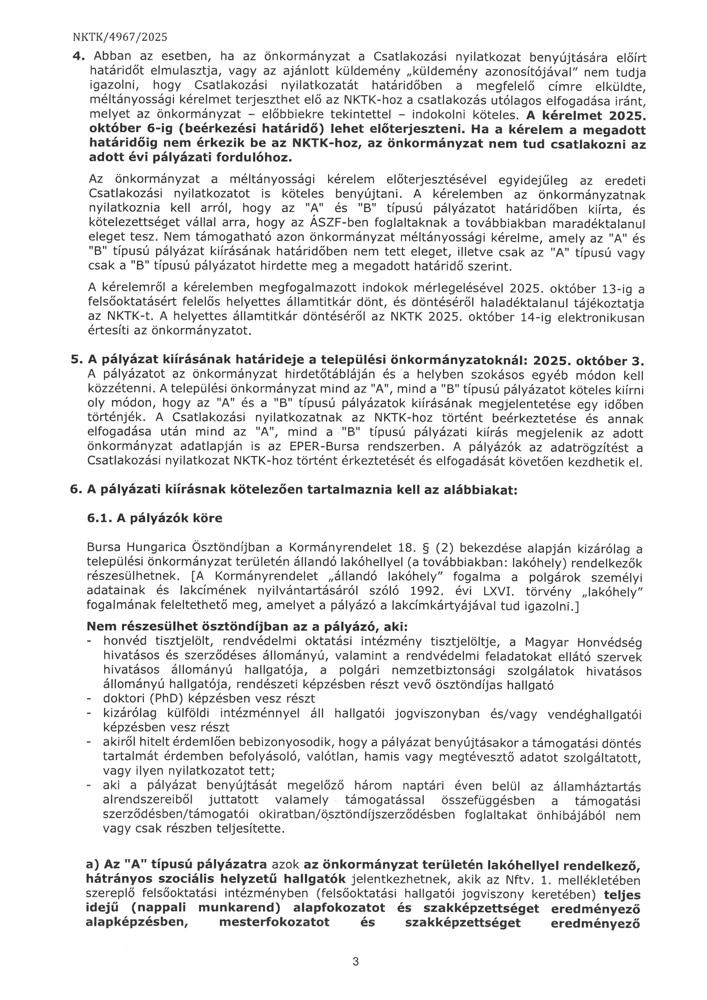 NKTK/4967/2025
4. Abban az esetben, ha az önkormányzat a Csatlakozási nyilatkozat benyújtására előírt
határidőt elmulasztja, vagy az ajánlott küldemény „küldemény azonosítójával” nem tudja
igazolni, hogy Csatlakozási nyilatkozatát határidőben a megfelelő címre elküldte,
méltányossági kérelmet terjeszthet elő az NKTK-hoz a csatlakozás utólagos elfogadása iránt,
melyet az önkormányzat – előbbiekre tekintettel – indokolni köteles. A kérelmet 2025.
október 6-ig (beérkezési határidő) lehet előterjeszteni. Ha a kérelem a megadott
határidőig nem érkezik be az NKTK-hoz, az önkormányzat nem tud csatlakozni az
adott évi pályázati fordulóhoz.
Az önkormányzat a méltányossági kérelem előterjesztésével egyidejűleg az eredeti
Csatlakozási nyilatkozatot is köteles benyújtani. A kérelemben az önkormányzatnak
nyilatkoznia kell arról, hogy az "A" és "B" típusú pályázatot határidőben kiírta, és
kötelezettséget vállal arra, hogy az ÁSZF-ben foglaltaknak a továbbiakban maradéktalanul
eleget tesz. Nem támogatható azon önkormányzat méltányossági kérelme, amely az "A" és
"B" típusú pályázat kiírásának határidőben nem tett eleget, illetve csak az "A" típusú vagy
csak a "B" típusú pályázatot hirdette meg a megadott határidő szerint.
A kérelemről a kérelemben megfogalmazott indokok mérlegelésével 2025. október 13-ig a
felsőoktatásért felelős helyettes államtitkár dönt, és döntéséről haladéktalanul tájékoztatja
az NKTK-t. A helyettes államtitkár döntéséről az NKTK 2025. október 14-ig elektronikusan
értesíti az önkormányzatot.
5. A pályázat kiírásának határideje a települési önkormányzatoknál: 2025. október 3.
A pályázatot az önkormányzat hirdetőtábláján és a helyben szokásos egyéb módon kell
közzétenni. A települési önkormányzat mind az "A", mind a "B" típusú pályázatot köteles kiírni
oly módon, hogy az "A" és a "B" típusú pályázatok kiírásának megjelentetése egy időben
történjék. A Csatlakozási nyilatkozatnak az NKTK-hoz történt beérkeztetése és annak
elfogadása után mind az "A", mind a "B" típusú pályázati kiírás megjelenik az adott
önkormányzat adatlapján is az EPER-Bursa rendszerben. A pályázók az adatrögzítést a
Csatlakozási nyilatkozat NKTK-hoz történt érkeztetését és elfogadását követően kezdhetik el.
6. A pályázati kiírásnak kötelezően tartalmaznia kell az alábbiakat:
6.1. A pályázók köre
Bursa Hungarica Ösztöndíjban a Kormányrendelet 18. § (2) bekezdése alapján kizárólag a
települési önkormányzat területén állandó lakóhellyel (a továbbiakban: lakóhely) rendelkezők
részesülhetnek. [A Kormányrendelet „állandó lakóhely” fogalma a polgárok személyi
adatainak és lakcímének nyilvántartásáról szóló 1992. évi LXVI. törvény „lakóhely”
fogalmának feleltethető meg, amelyet a pályázó a lakcímkártyájával tud igazolni.]
Nem részesülhet ösztöndíjban az a pályázó, aki:
- honvéd tisztjelölt, rendvédelmi oktatási intézmény tisztjelöltje, a Magyar Honvédség
hivatásos és szerződéses állományú, valamint a rendvédelmi feladatokat ellátó szervek
hivatásos állományú hallgatója, a polgári nemzetbiztonsági szolgálatok hivatásos
állományú hallgatója, rendészeti képzésben részt vevő ösztöndíjas hallgató
- doktori (PhD) képzésben vesz részt
- kizárólag külföldi intézménnyel áll hallgatói jogviszonyban és/vagy vendéghallgatói
képzésben vesz részt
- akiről hitelt érdemlően bebizonyosodik, hogy a pályázat benyújtásakor a támogatási döntés
tartalmát érdemben befolyásoló, valótlan, hamis vagy megtévesztő adatot szolgáltatott,
vagy ilyen nyilatkozatot tett;
- aki a pályázat benyújtását megelőző három naptári éven belül az államháztartás
alrendszereiből juttatott valamely támogatással összefüggésben a támogatási
szerződésben/támogatói okiratban/ösztöndíjszerződésben foglaltakat önhibájából nem
vagy csak részben teljesítette.
a) Az "A" típusú pályázatra azok az önkormányzat területén lakóhellyel rendelkező,
hátrányos szociális helyzetű hallgatók jelentkezhetnek, akik az Nftv. 1. mellékletében
szereplő felsőoktatási intézményben (felsőoktatási hallgatói jogviszony keretében) teljes
idejű (nappali munkarend) alapfokozatot és szakképzettséget eredményező
alapképzésben, mesterfokozatot és szakképzettséget eredményező
3